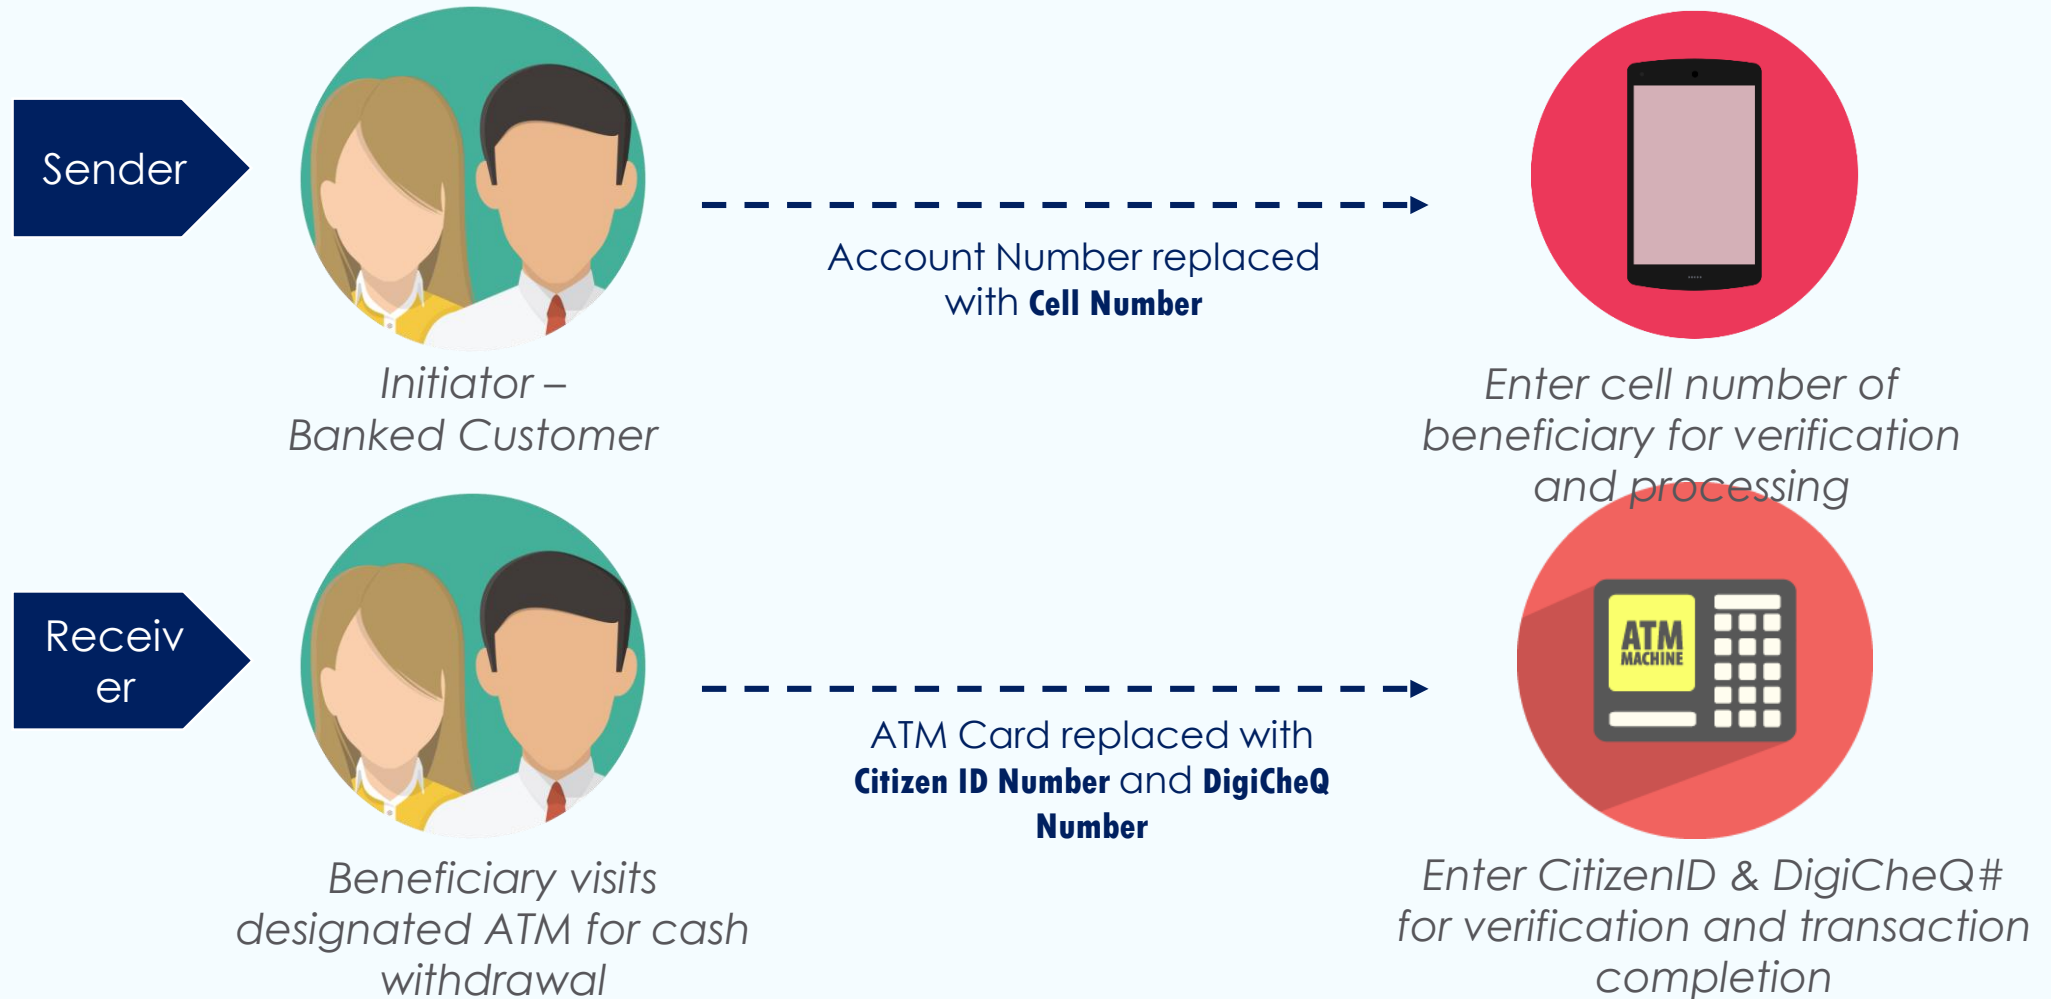 Sender
Account Number replaced
with Cell Number
Initiator –
Banked Customer
Enter cell number of
beneficiary for verification
and processing
Receiv
er
ATM
MACHINE
ATM Card replaced with
Citizen ID Number and DigiCheQ
Number
Beneficiary visits
designated ATM for cash
withdrawal
Enter CitizenID & DigiCheQ#
for verification and transaction
completion